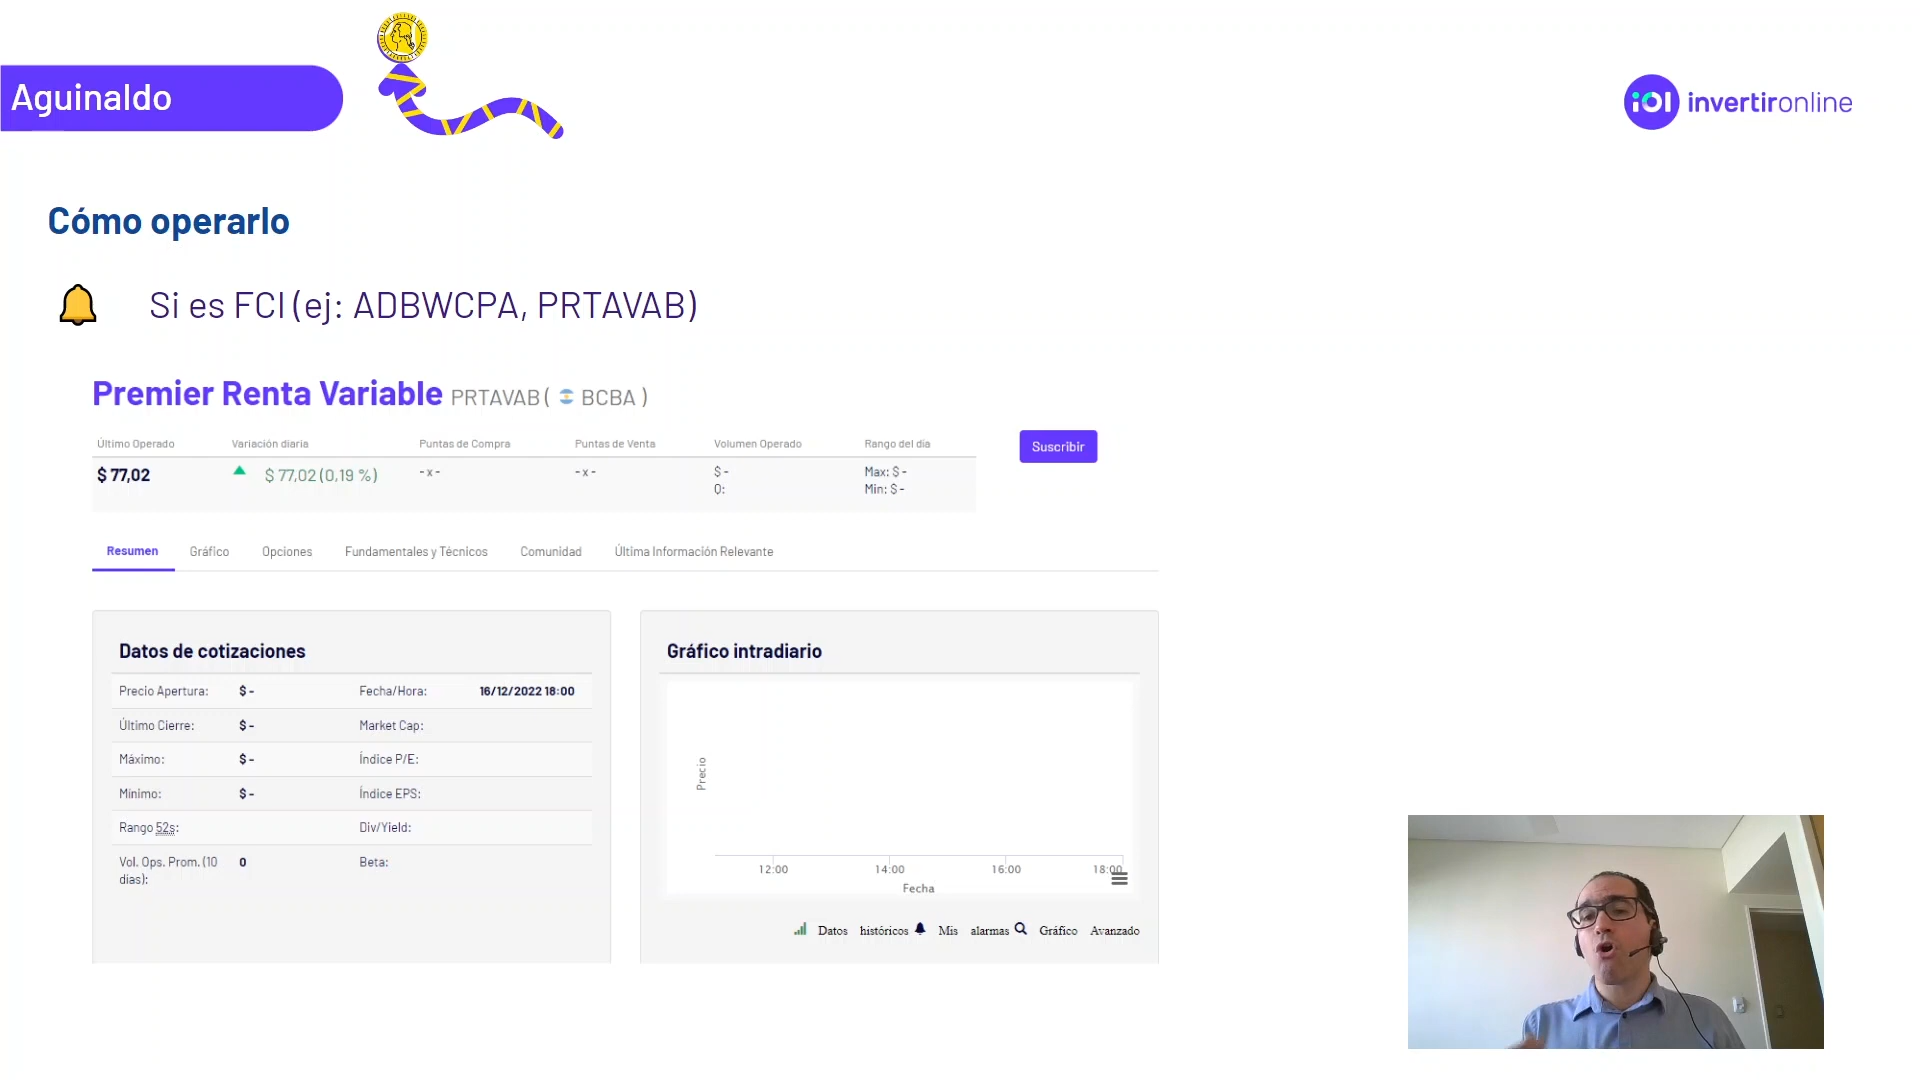 Aguinaldo
iOl invertironline
Cómo operarlo
Si es FCI (ej: ADBWCPA, PRTAVAB)
Premier Renta Variable PRTAVAB ( BCBA )
Último Operado Variación diaria Puntas de Compra Puntas de Venta Volumen Operado Rango del día
Suscribir
$ 77,02 $ 77,02 (0,19 %) - x - - x - $ - Max: $ -
Q: Min: $ -
Resumen Gráfico Opciones Fundamentales y Técnicos Comunidad Última Información Relevante
Datos de cotizaciones
Precio Apertura: $ - Fecha/Hora: 16/12/2022 18:00
Último Cierre: $ - Market Cap:
Máximo: $ - Índice P/E:
Mínimo: $ - Índice EPS:
Rango 52s: Div/Yield:
Vol. Ops. Prom. (10 0 Beta:
días):
Gráfico intradiario
Precio
12:00 14:00 16:00 18:00
Fecha
Datos históricos Mis alarmas Gráfico Avanzado